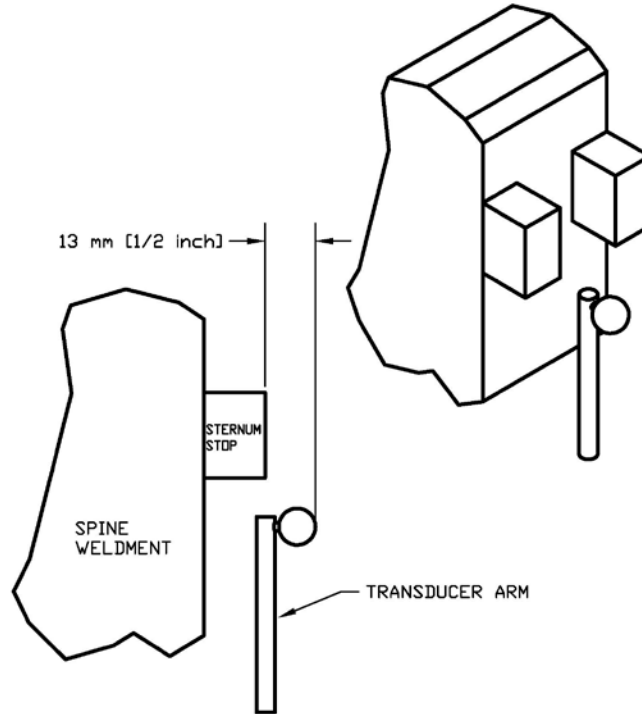 13 mm [1/2 inch]
STERNUM
STOP
SPINE
WELDMENT
TRANSDUCER ARM